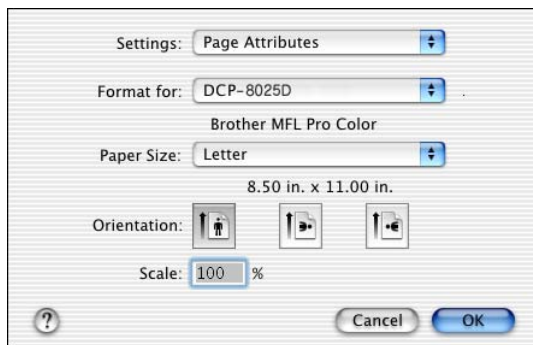 Settings: Page Attributes
Format for: DCP-8025D
Brother MFL Pro Color
Paper Size: Letter
8.50 in. x 11.00 in.
Orientation:
Scale: 100 %
? Cancel OK